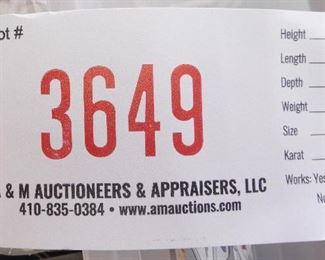 ot #
3649
& M AUCTIONEERS & APPRAISERS, LLC
410-835-0384 • www.amauctions.com
Height
Length
Depth
Weight
Size
Karat
Works: Yes
No